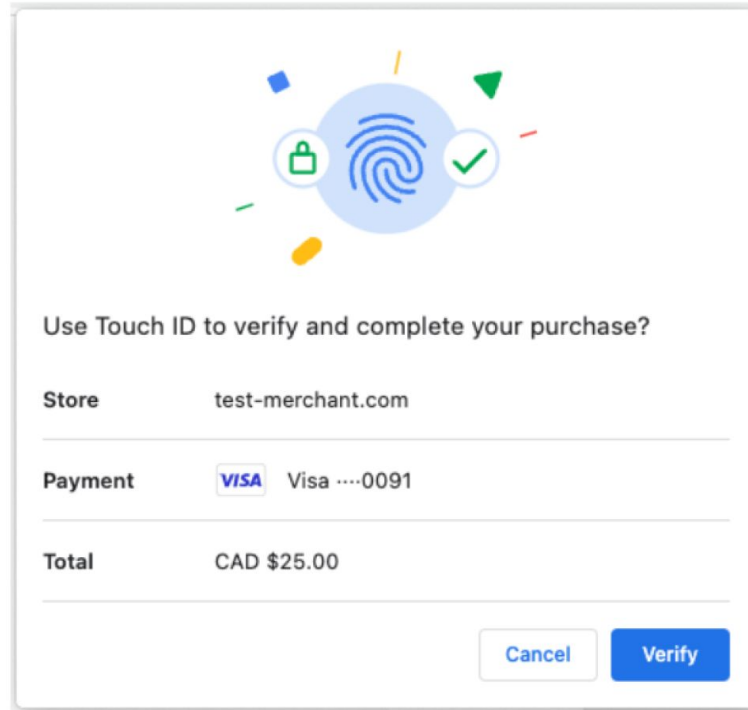 Use Touch ID to verify and complete your purchase?
Store test-merchant.com
Payment VISA Visa ····0091
Total CAD $25.00
Cancel Verify